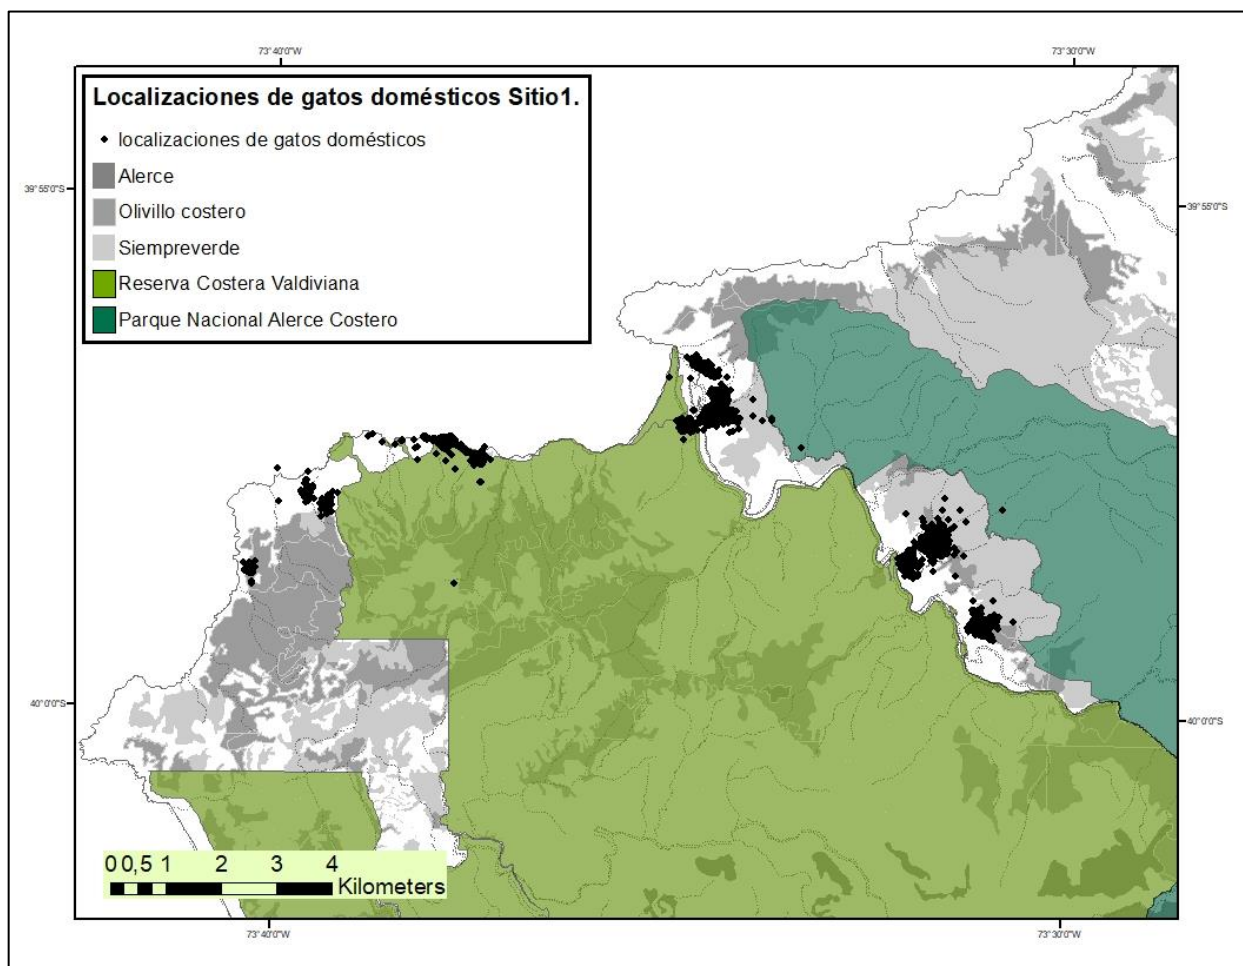 73°40'0"W 73°30'0"W
Localizaciones de gatos domésticos Sitio1.
localizaciones de gatos domésticos
Alerce
39°55'0"S 39°55'0"S
Olivillo costero
Siempreverde
Reserva Costera Valdiviana
Parque Nacional Alerce Costero
40°0'0"S 40°0'0"S
0 0,5 1 2 3 4
Kilometers
73°40'0"W 73°30'0"W